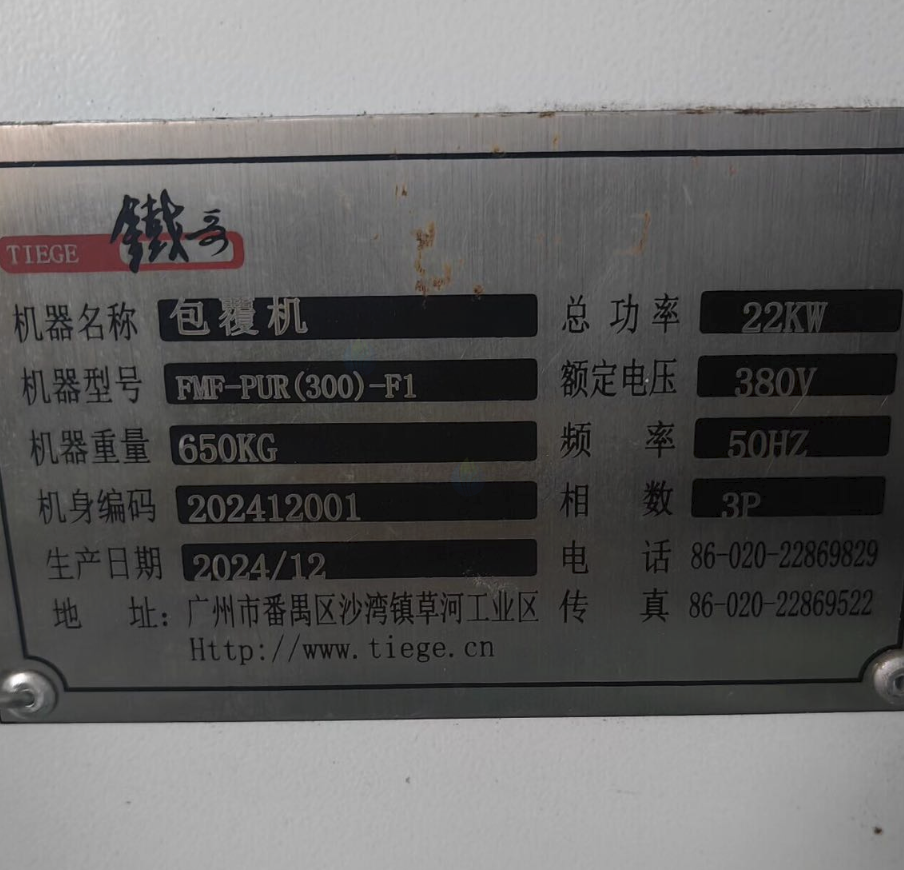 TIEGE 鐵哥
机器名称 包覆机 总功率 22KW
机器型号 FMF-PUR(300)-F1 额定电压 380V
机器重量 650KG 频率 50HZ
机身编码 202412001 相数 3P
生产日期 2024/12 电话 86-020-22869829
地址：广州市番禺区沙湾镇草河工业区 传真 86-020-22869522
Http://www.tiege.cn